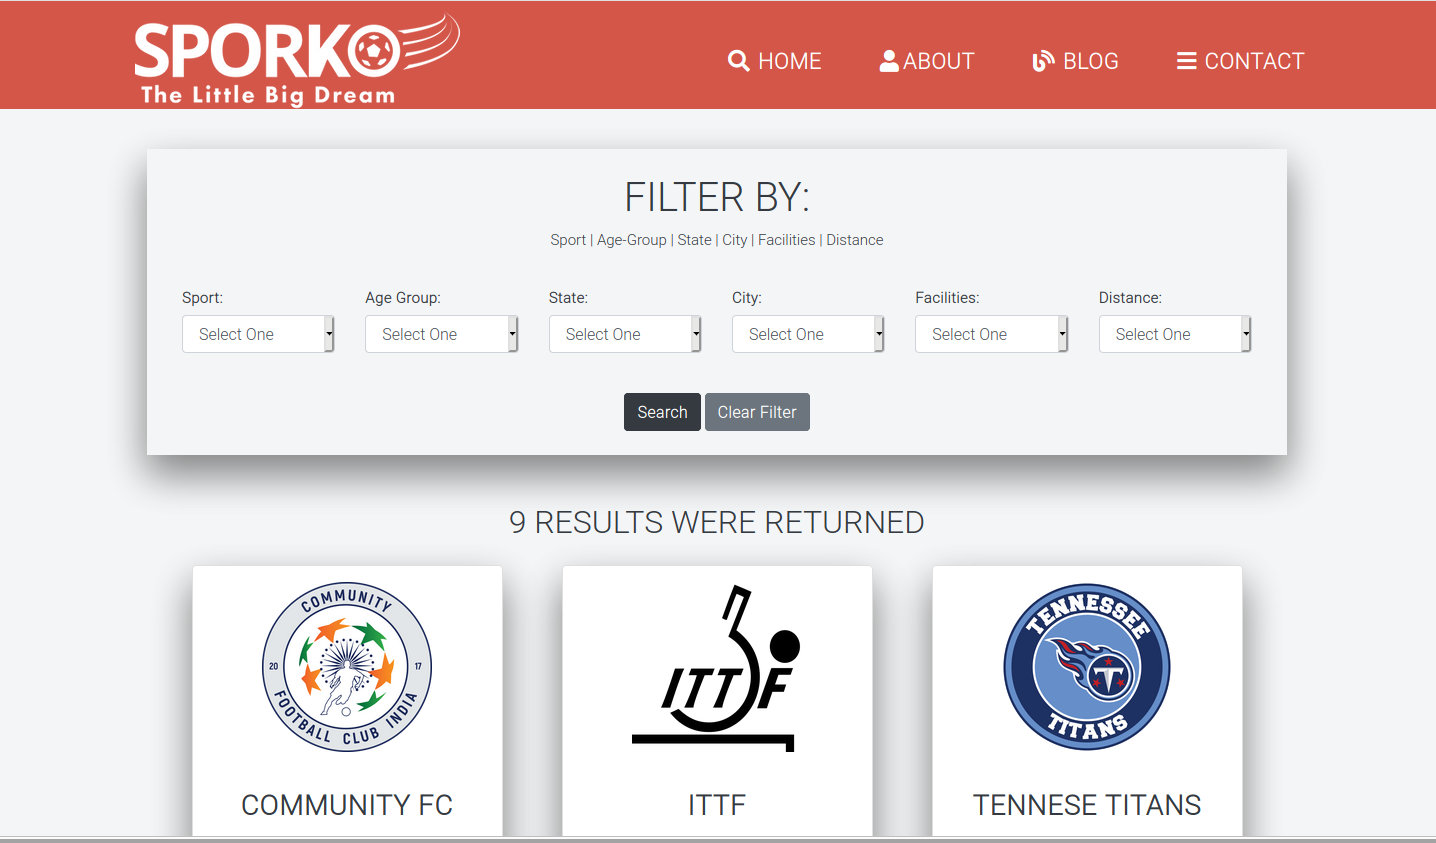 SPORKO
The Little Big Dream
HOME ABOUT BLOG CONTACT
FILTER BY:
Sport | Age-Group | State | City | Facilities | Distance
Sport: Age Group: State: City: Facilities: Distance:
Select One Select One Select One Select One Select One Select One
Search Clear Filter
9 RESULTS WERE RETURNED
COMMUNITY
20 17
FOOTBALL CLUB INDIA
ITTF
TENNESSEE
T
TITANS
COMMUNITY FC ITTF TENNESE TITANS